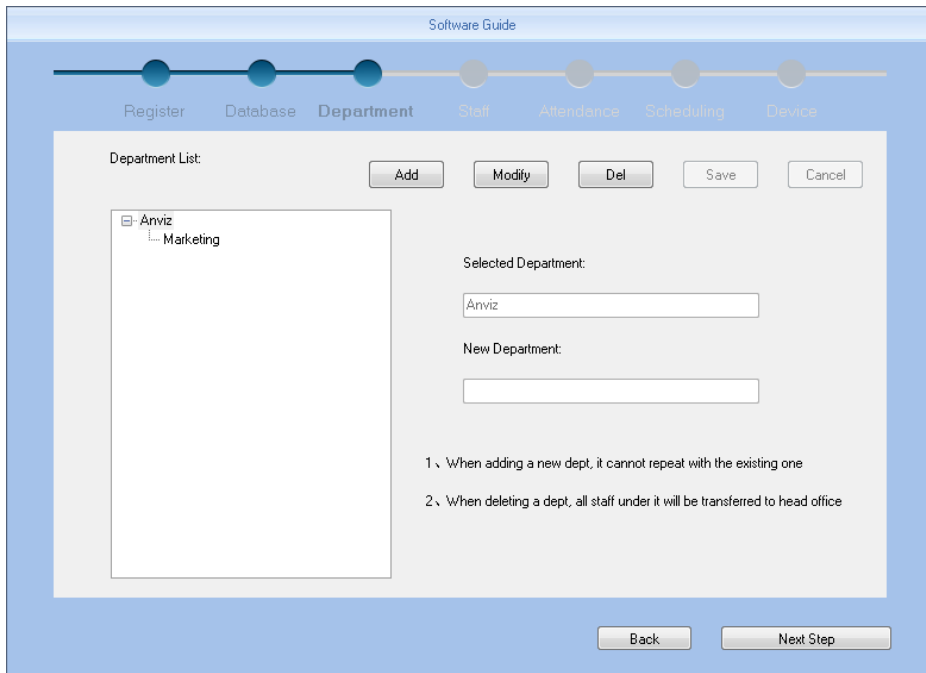 Software Guide
Register Database Department Staff Attendance Scheduling Device
Department List:
Add Modify Del Save Cancel
Anviz
Marketing
Selected Department:
Anviz
New Department:
1、When adding a new dept, it cannot repeat with the existing one
2、When deleting a dept, all staff under it will be transferred to head office
Back Next Step